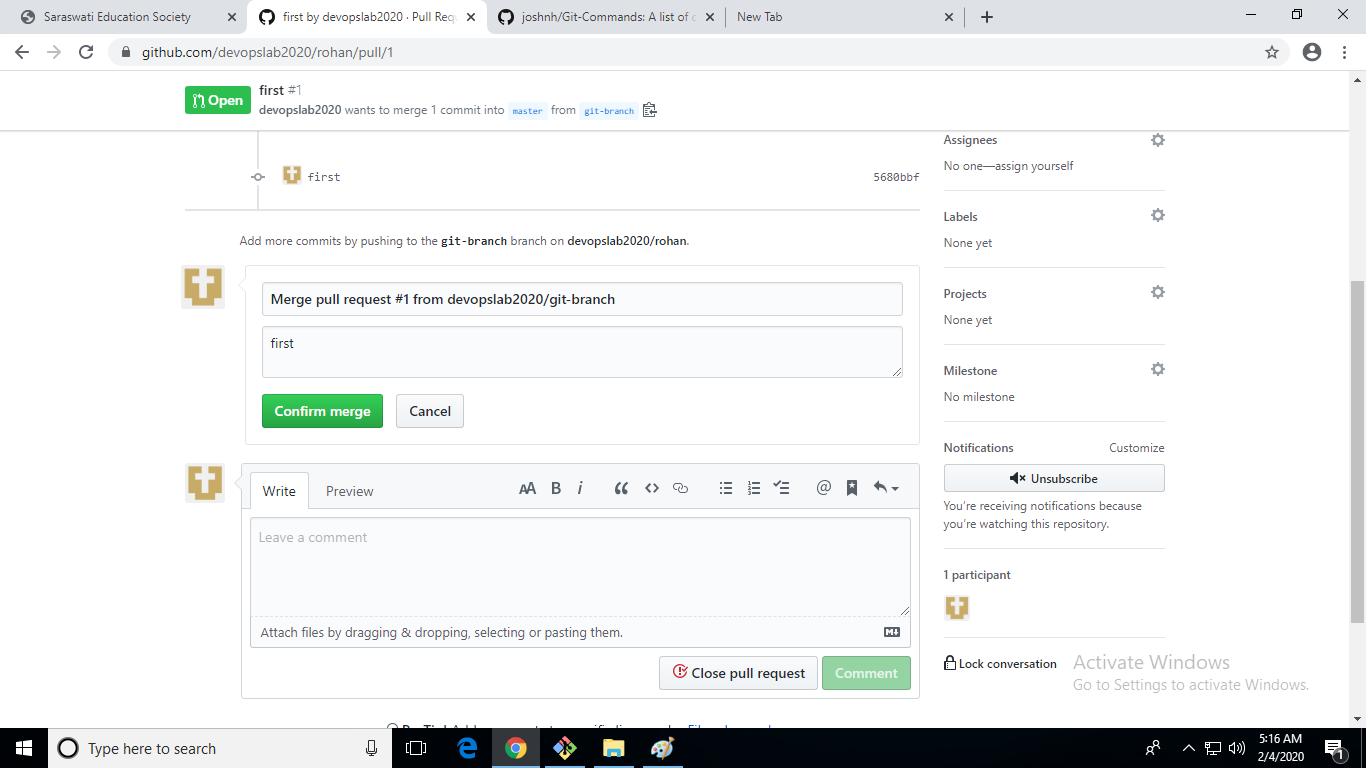 Saraswati Education Society
first by devopslab2020 · Pull Req
joshnh/Git-Commands: A list of c
New Tab
github.com/devopslab2020/rohan/pull/1
Open
first #1
devopslab2020 wants to merge 1 commit into master from git-branch
first 5680bbf
Add more commits by pushing to the git-branch branch on devopslab2020/rohan.
Merge pull request #1 from devopslab2020/git-branch
first
Confirm merge Cancel
Write Preview
Leave a comment
Attach files by dragging & dropping, selecting or pasting them.
Close pull request Comment
Assignees
No one—assign yourself
Labels
None yet
Projects
None yet
Milestone
No milestone
Notifications Customize
Unsubscribe
You're receiving notifications because
you're watching this repository.
1 participant
Lock conversation
Activate Windows
Go to Settings to activate Windows.
Type here to search
5:16 AM
2/4/2020
1